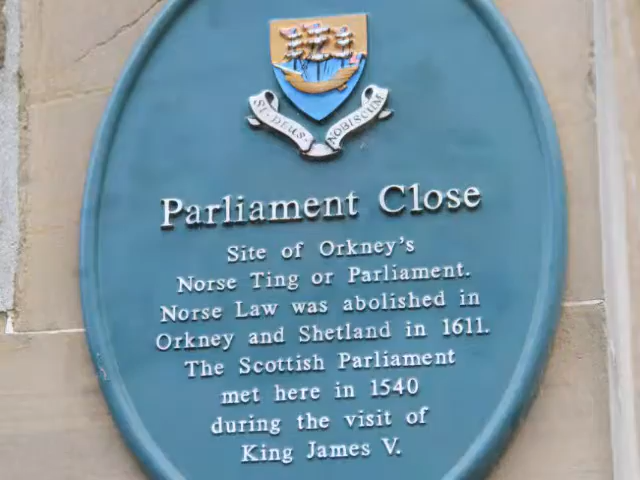 SI · DEUS · NOBISCUM
Parliament Close
Site of Orkney's
Norse Ting or Parliament.
Norse Law was abolished in
Orkney and Shetland in 1611.
The Scottish Parliament
met here in 1540
during the visit of
King James V.